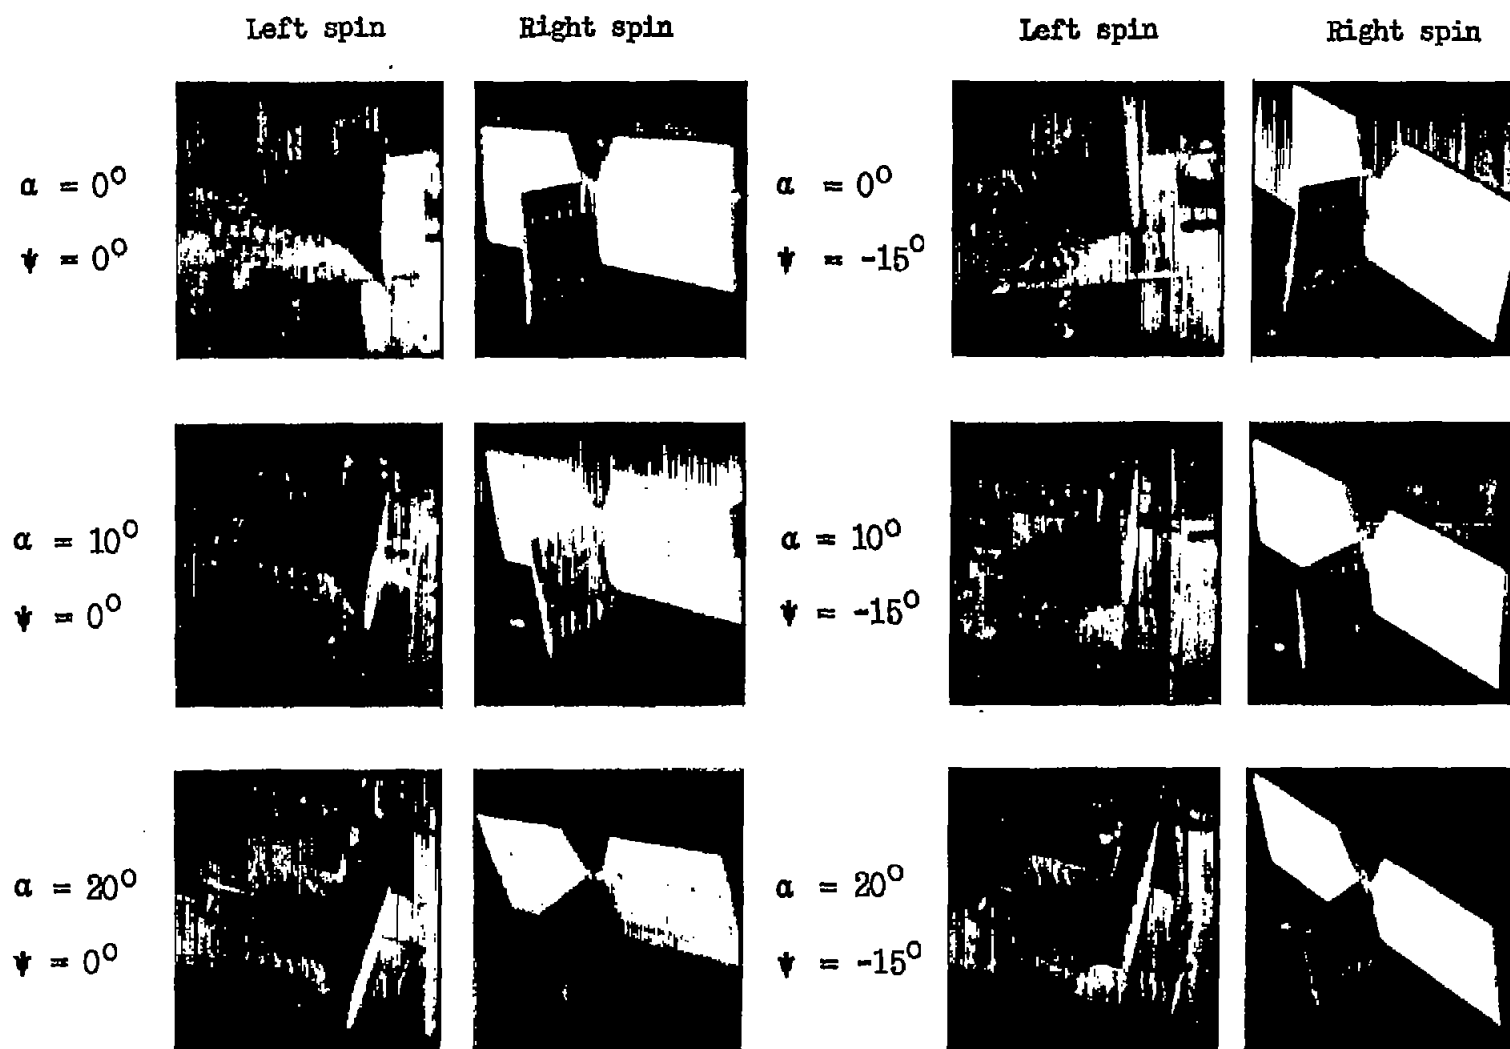 Left spin Right spin Left spin Right spin
α = 0° α = 0°
ψ = 0° ψ = -15°
α = 10° α = 10°
ψ = 0° ψ = -15°
α = 20° α = 20°
ψ = 0° ψ = -15°